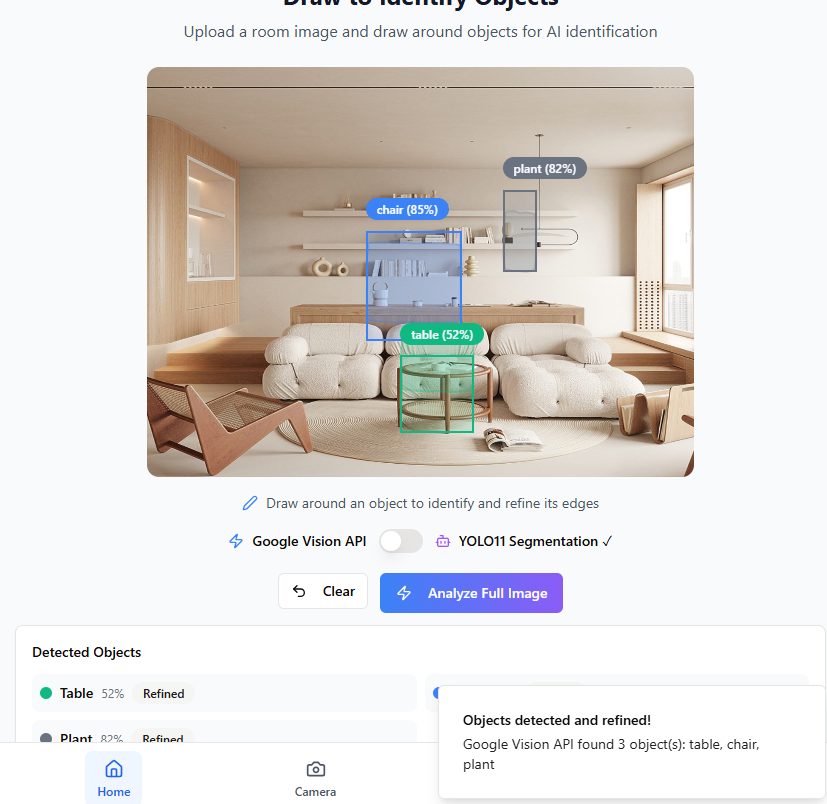 Draw to Identify Objects
Upload a room image and draw around objects for AI identification
plant (82%)
chair (85%)
table (52%)
Draw around an object to identify and refine its edges
Google Vision API
YOLO11 Segmentation ✓
Clear
Analyze Full Image
Detected Objects
Table 52% Refined
Plant 82% Refined
Objects detected and refined!
Google Vision API found 3 object(s): table, chair,
plant
Home
Camera